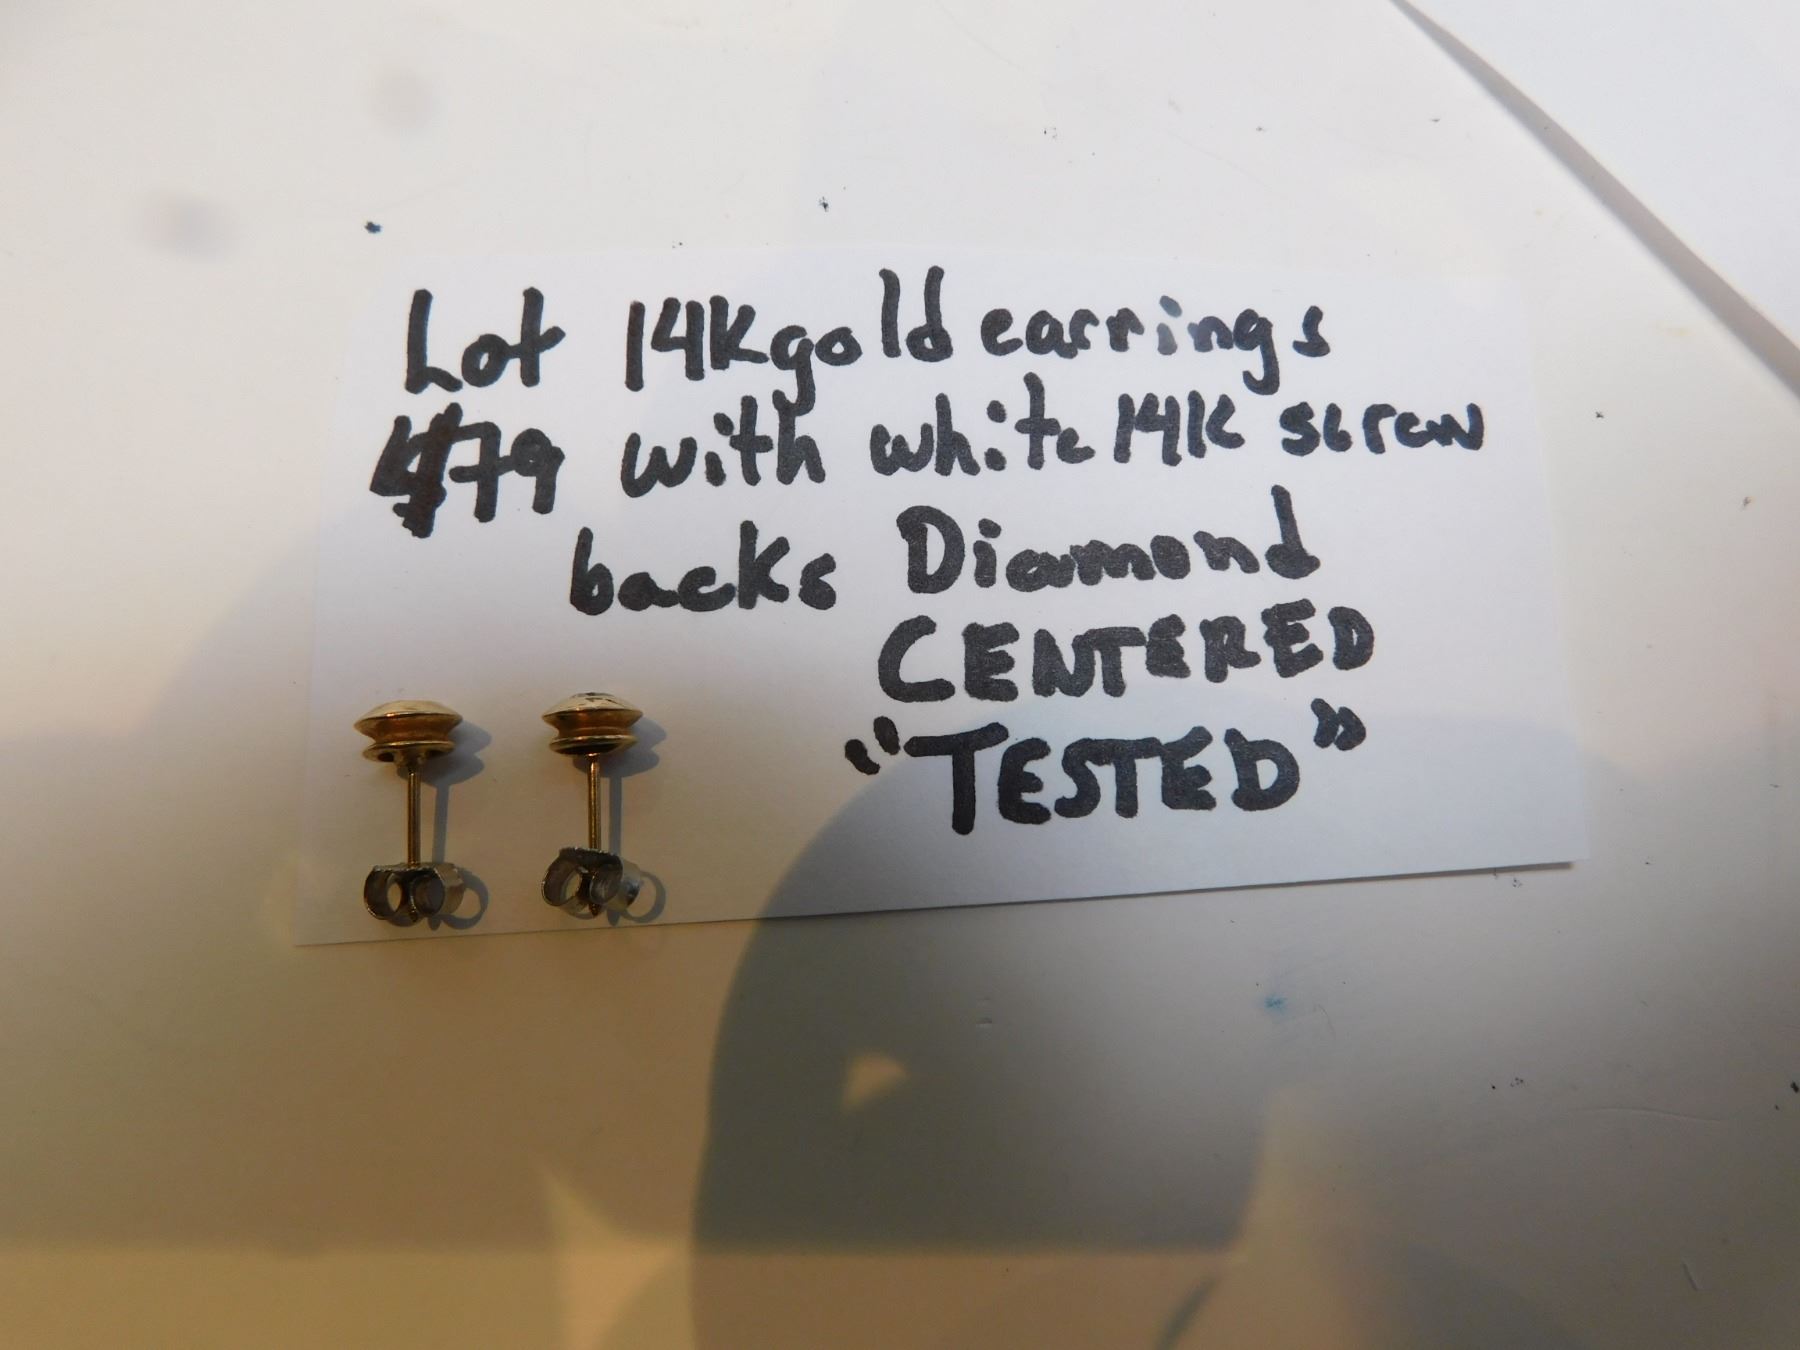 Lot 14K gold earrings
$79 with white 14K screw
backs Diamond
CENTERED
"TESTED"